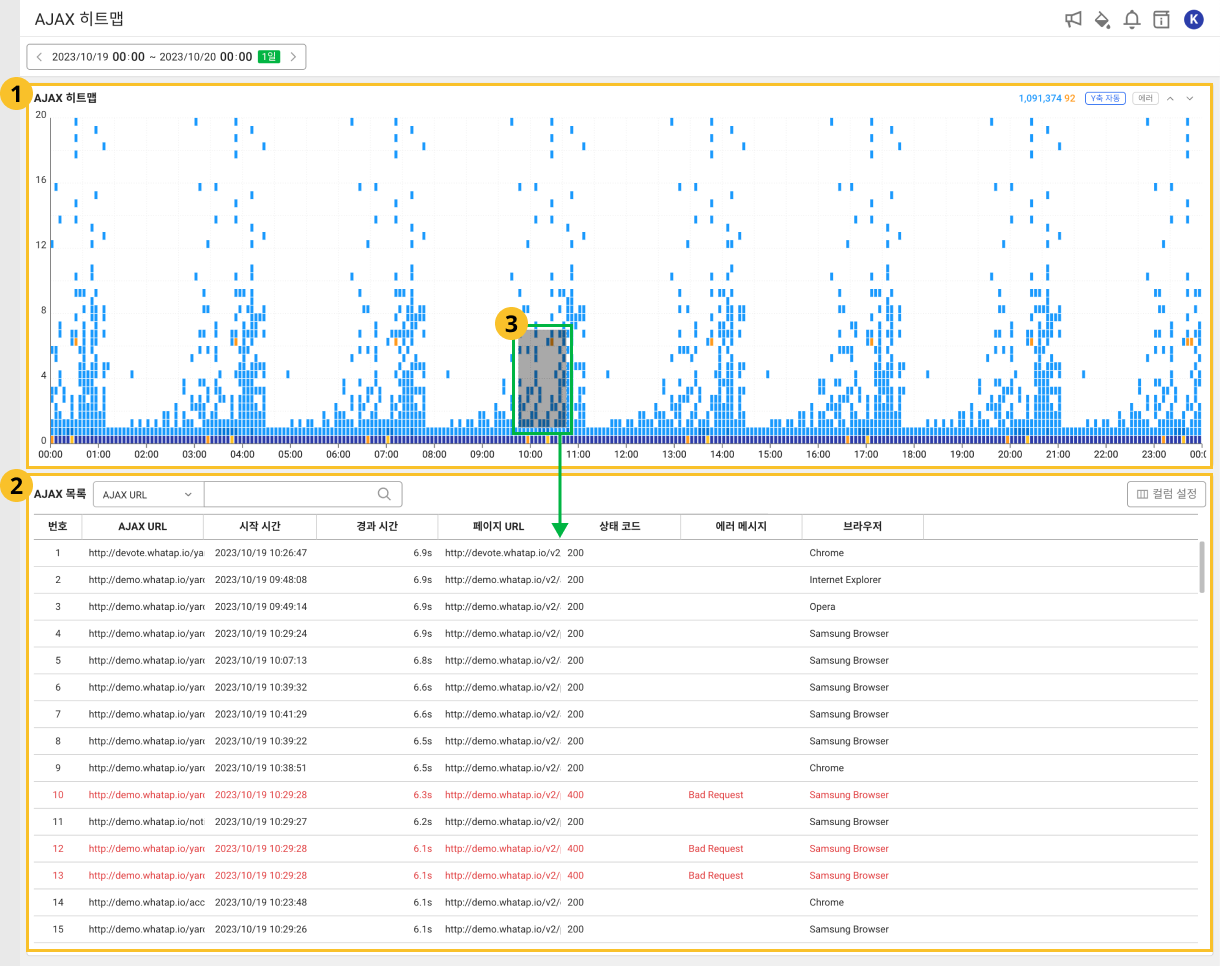 AJAX 히트맵
K
2023/10/19 00:00 ~ 2023/10/20 00:00 1일
1
AJAX 히트맵 1,091,374 92 Y축 자동 에러
20
16
12
8
4
0
3
00:00 01:00 02:00 03:00 04:00 05:00 06:00 07:00 08:00 09:00 10:00 11:00 12:00 13:00 14:00 15:00 16:00 17:00 18:00 19:00 20:00 21:00 22:00 23:00 00:
2
AJAX 목록 AJAX URL 컬럼 설정
번호 AJAX URL 시작 시간 경과 시간 페이지 URL 상태 코드 에러 메시지 브라우저
1 http://devote.whatap.io/ya 2023/10/19 10:26:47 6.9s http://devote.whatap.io/v2 200 Chrome
2 http://demo.whatap.io/yar 2023/10/19 09:48:08 6.9s http://demo.whatap.io/v2/ 200 Internet Explorer
3 http://demo.whatap.io/yar 2023/10/19 09:49:14 6.9s http://demo.whatap.io/v2/ 200 Opera
4 http://demo.whatap.io/yar 2023/10/19 10:29:24 6.9s http://demo.whatap.io/v2/ 200 Samsung Browser
5 http://demo.whatap.io/yar 2023/10/19 10:07:13 6.8s http://demo.whatap.io/v2/ 200 Samsung Browser
6 http://demo.whatap.io/yar 2023/10/19 10:39:32 6.6s http://demo.whatap.io/v2/ 200 Samsung Browser
7 http://demo.whatap.io/yar 2023/10/19 10:41:29 6.6s http://demo.whatap.io/v2/ 200 Samsung Browser
8 http://demo.whatap.io/yar 2023/10/19 10:39:22 6.5s http://demo.whatap.io/v2/ 200 Samsung Browser
9 http://demo.whatap.io/yar 2023/10/19 10:38:51 6.5s http://demo.whatap.io/v2/ 200 Chrome
10 http://demo.whatap.io/yar 2023/10/19 10:29:28 6.3s http://demo.whatap.io/v2/ 400 Bad Request Samsung Browser
11 http://demo.whatap.io/not 2023/10/19 10:29:27 6.2s http://demo.whatap.io/v2/ 200 Samsung Browser
12 http://demo.whatap.io/yar 2023/10/19 10:29:28 6.1s http://demo.whatap.io/v2/ 400 Bad Request Samsung Browser
13 http://demo.whatap.io/yar 2023/10/19 10:29:28 6.1s http://demo.whatap.io/v2/ 400 Bad Request Samsung Browser
14 http://demo.whatap.io/acc 2023/10/19 10:23:48 6.1s http://demo.whatap.io/v2/ 200 Chrome
15 http://demo.whatap.io/yar 2023/10/19 10:29:26 6.1s http://demo.whatap.io/v2/ 200 Samsung Browser